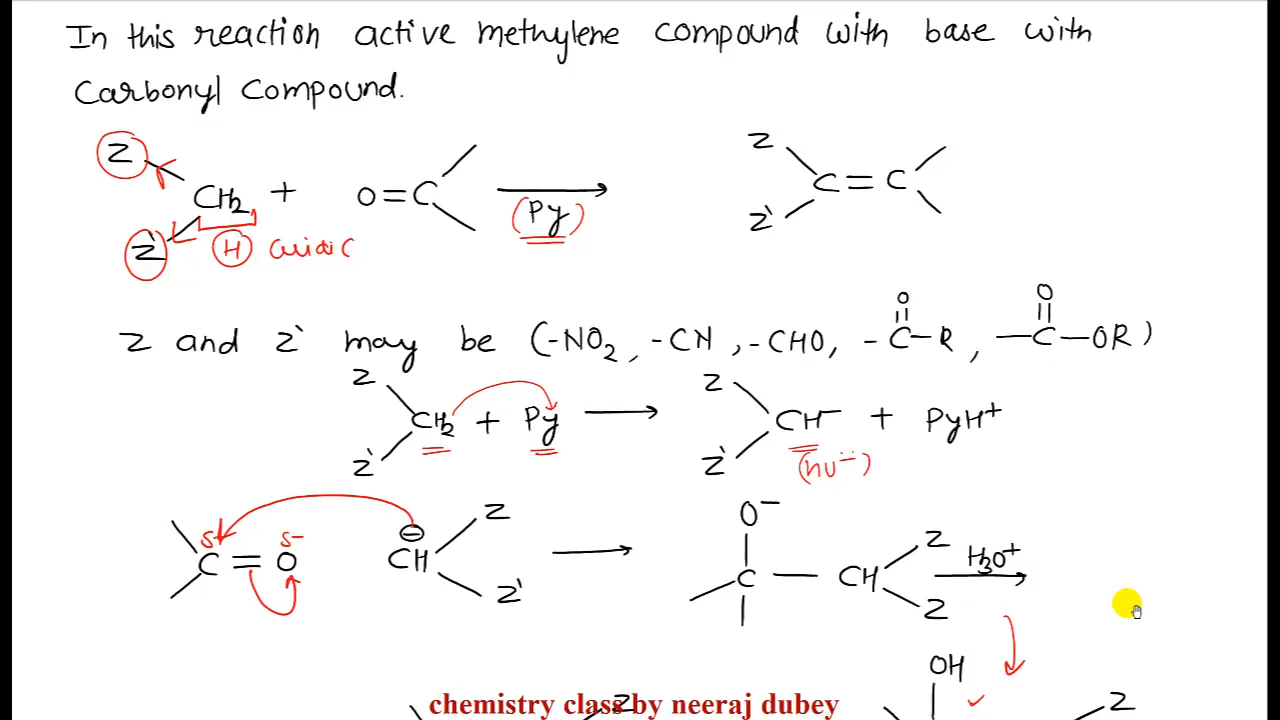 In this reaction active methylene compound with base with
Carbonyl Compound.
Z
CH2 + O=C (Py) Z C=C
Z` H acidic Z`
Z and Z` may be (-NO2, -CN, -CHO, -C(=O)-R, -C(=O)-OR)
Z Z
CH2 + Py CH- + PyH+
Z` Z` (nu-)
O- Z
δ- δ- ⊖ Z H3O+
C=O CH C - CH
Z` Z
OH
Z Z
chemistry class by neeraj dubey